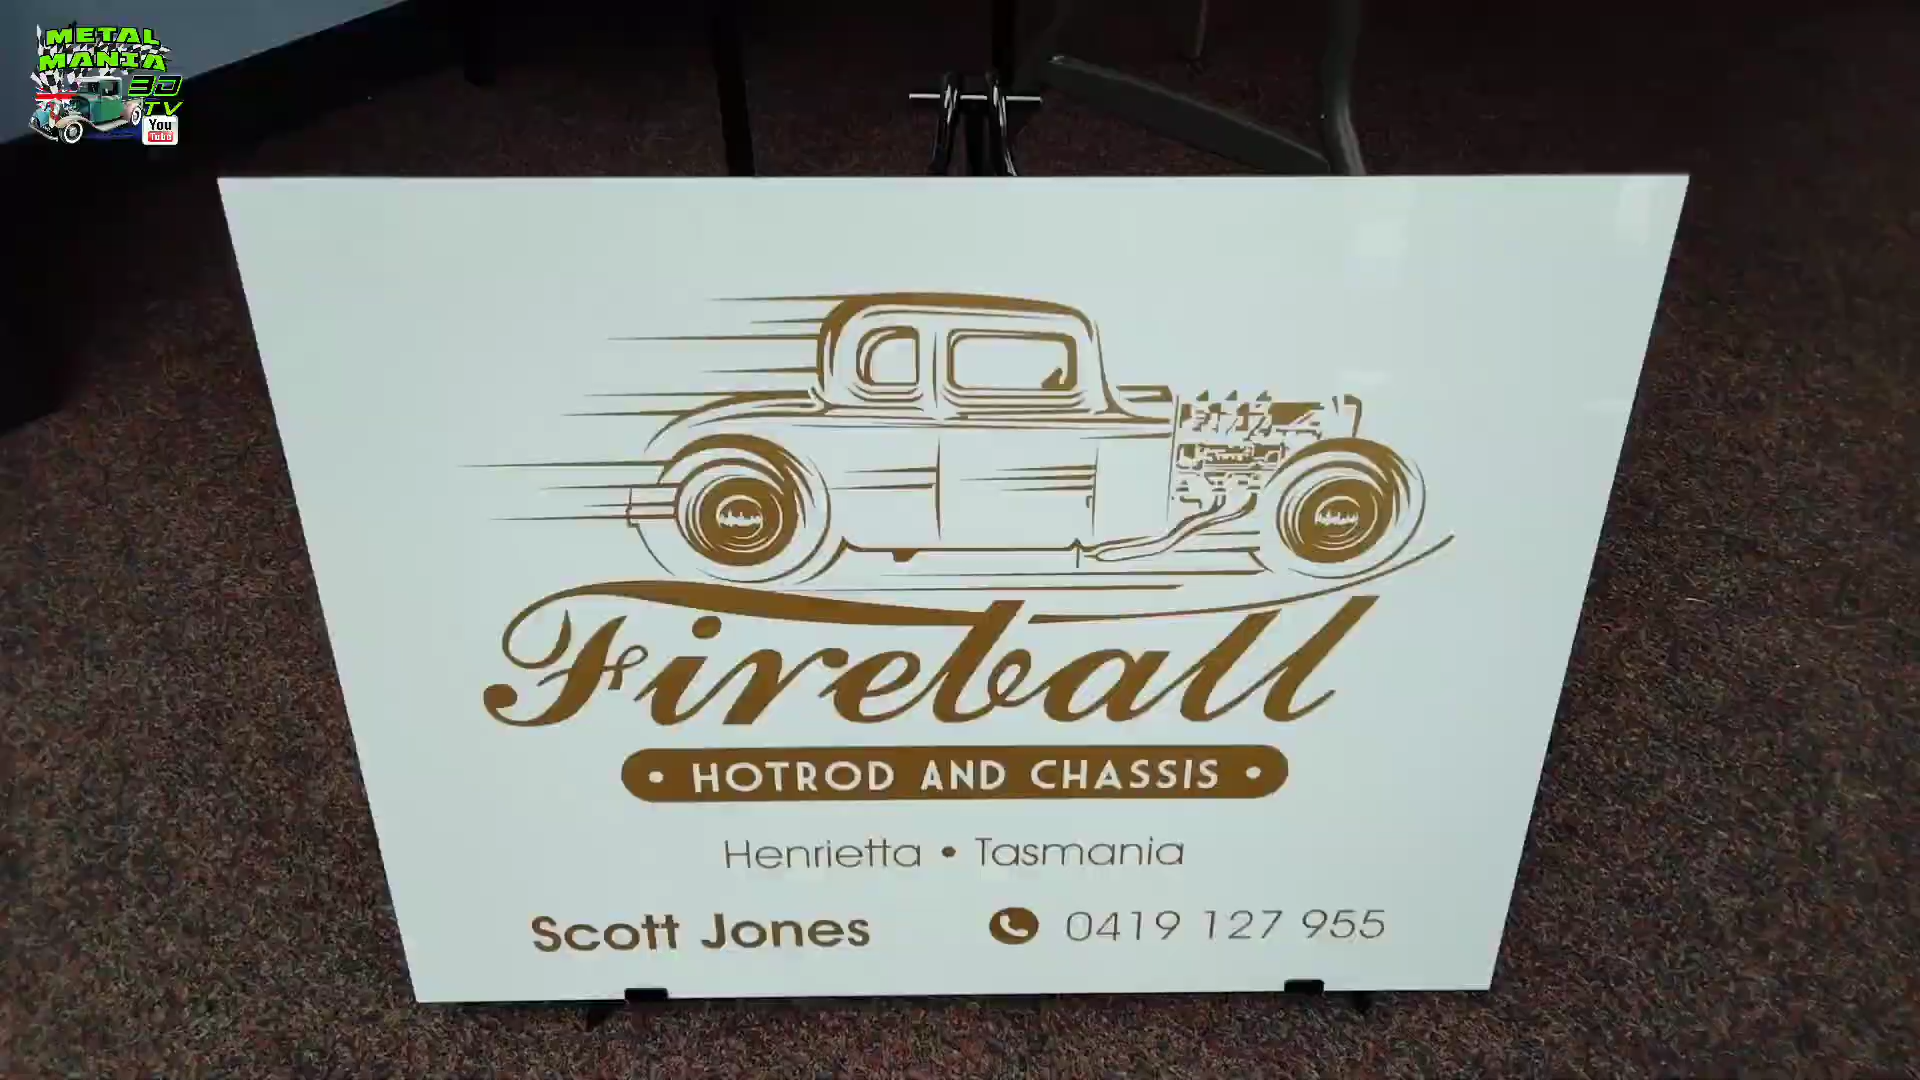 METAL
MANIA
3D
TV
You
Tube
Fireball
• HOTROD AND CHASSIS •
Henrietta • Tasmania
Scott Jones 0419 127 955